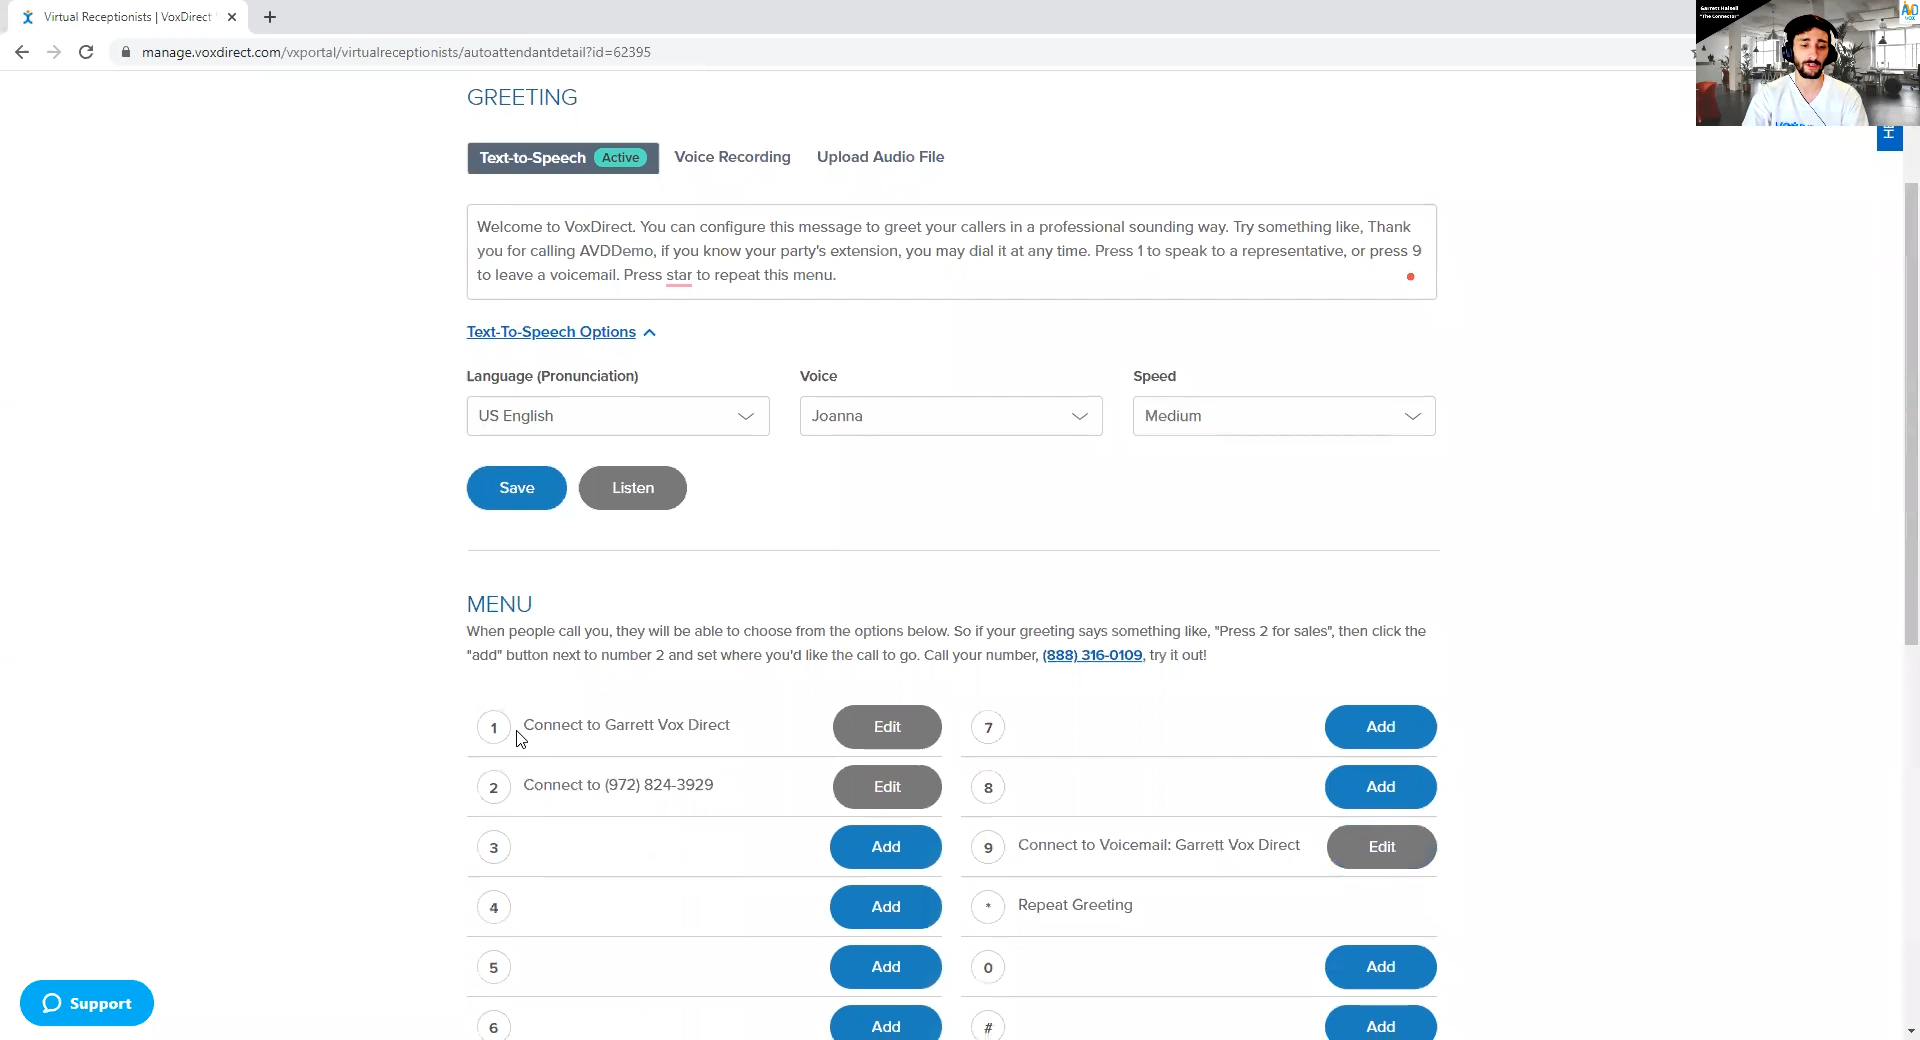 Virtual Receptionists | VoxDirect
manage.voxdirect.com/vxportal/virtualreceptionists/autoattendantdetail?id=62395
Garrett Halsell
"The Connector"
GREETING
Text-to-Speech Active Voice Recording Upload Audio File
Welcome to VoxDirect. You can configure this message to greet your callers in a professional sounding way. Try something like, Thank
you for calling AVDDemo, if you know your party's extension, you may dial it at any time. Press 1 to speak to a representative, or press 9
to leave a voicemail. Press star to repeat this menu.
Text-To-Speech Options
Language (Pronunciation) Voice Speed
US English Joanna Medium
Save Listen
MENU
When people call you, they will be able to choose from the options below. So if your greeting says something like, "Press 2 for sales", then click the
"add" button next to number 2 and set where you'd like the call to go. Call your number, (888) 316-0109, try it out!
1 Connect to Garrett Vox Direct Edit 7 Add
2 Connect to (972) 824-3929 Edit 8 Add
3 Add 9 Connect to Voicemail: Garrett Vox Direct Edit
4 Add * Repeat Greeting
5 Add 0 Add
6 Add # Add
Support